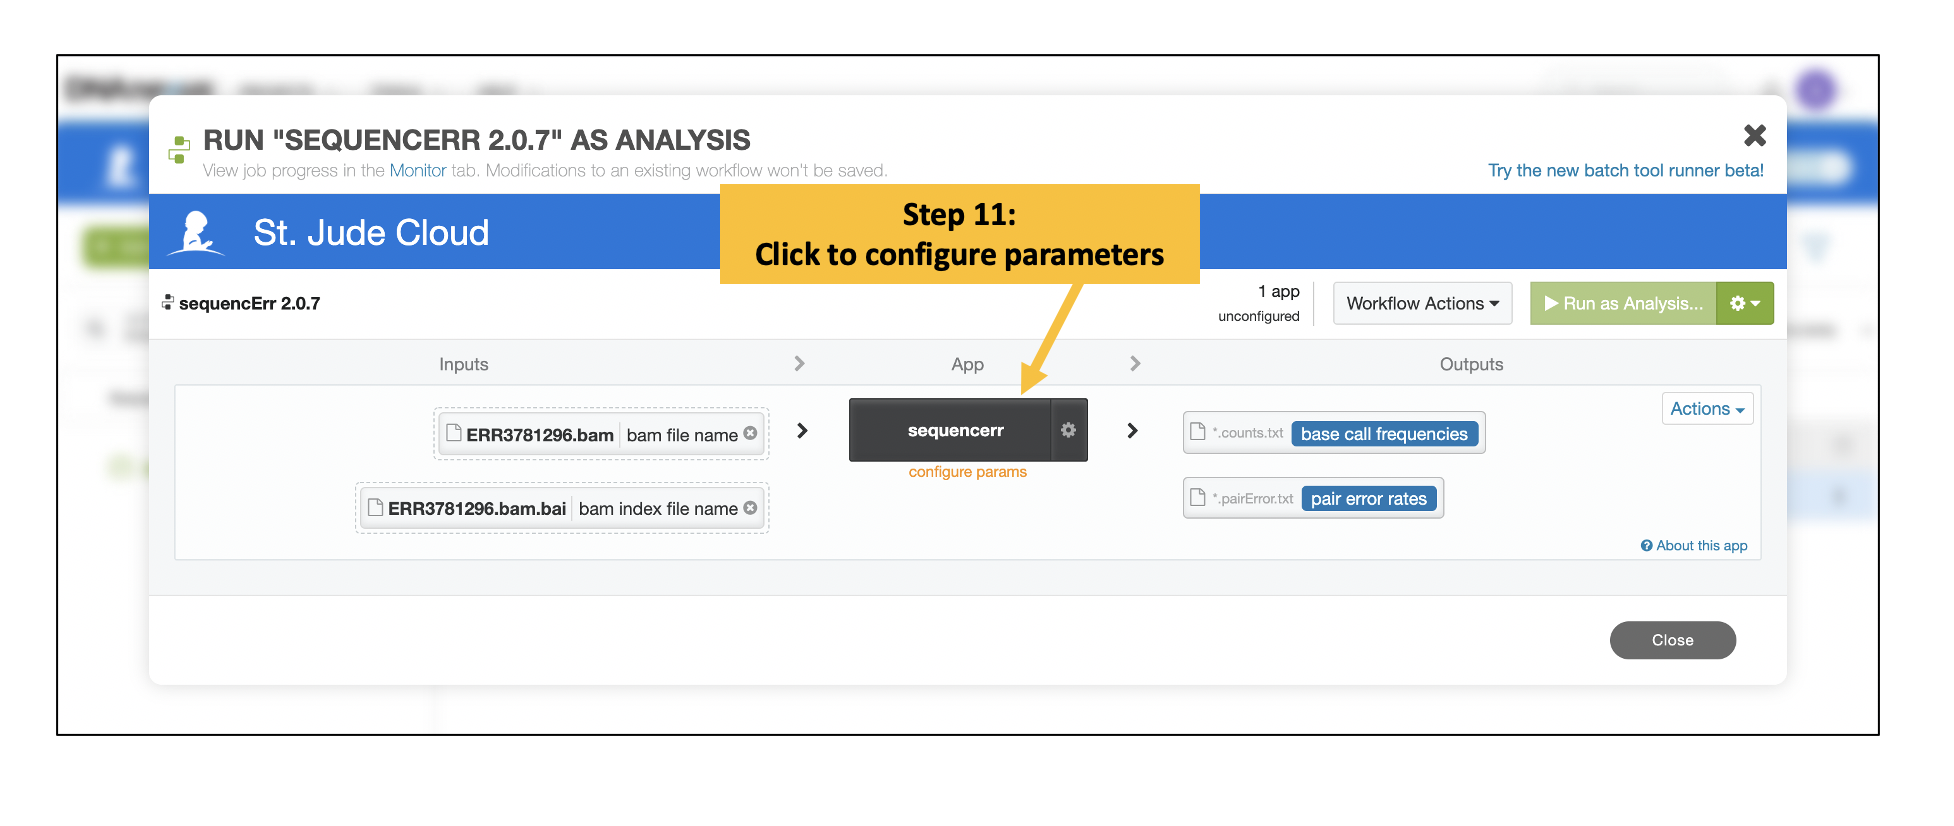 RUN "SEQUENCERR 2.0.7" AS ANALYSIS
View job progress in the Monitor tab. Modifications to an existing workflow won't be saved.
Try the new batch tool runner beta!
Step 11:
Click to configure parameters
St. Jude Cloud
sequencErr 2.0.7
1 app
unconfigured
Workflow Actions
Run as Analysis...
Inputs
App
Outputs
Actions
ERR3781296.bam bam file name
sequencerr
*.counts.txt base call frequencies
configure params
ERR3781296.bam.bai bam index file name
*.pairError.txt pair error rates
About this app
Close